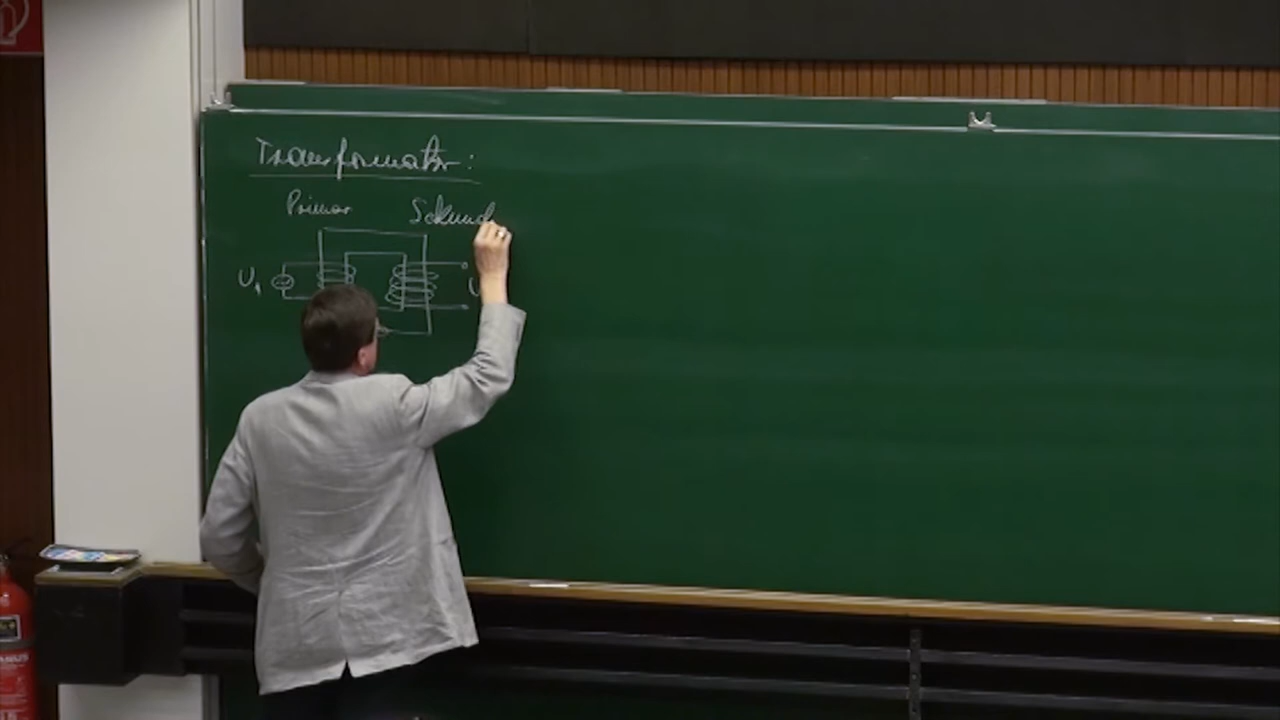 Transformator:
Primär Sekund
U₁ U